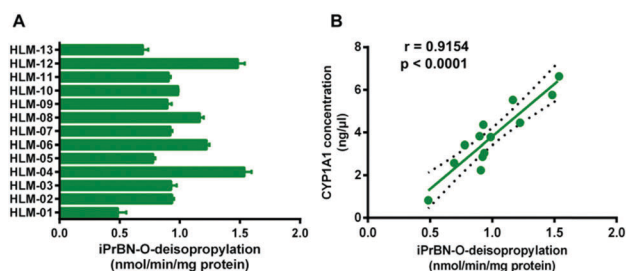 A
HLM-13
HLM-12
HLM-11
HLM-10
HLM-09
HLM-08
HLM-07
HLM-06
HLM-05
HLM-04
HLM-03
HLM-02
HLM-01
0.0 0.5 1.0 1.5 2.0
iPrBN-O-deisopropylation
(nmol/min/mg protein)
B
r = 0.9154
p < 0.0001
CYP1A1 concentration
(ng/µl)
8
6
4
2
0
0.0 0.5 1.0 1.5 2.0
iPrBN-O-deisopropylation
(nmol/min/mg protein)